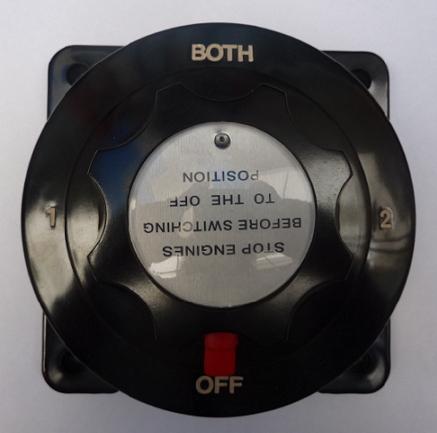 BOTH
1
2
STOP ENGINES
BEFORE SWITCHING
TO THE OFF
POSITION
OFF